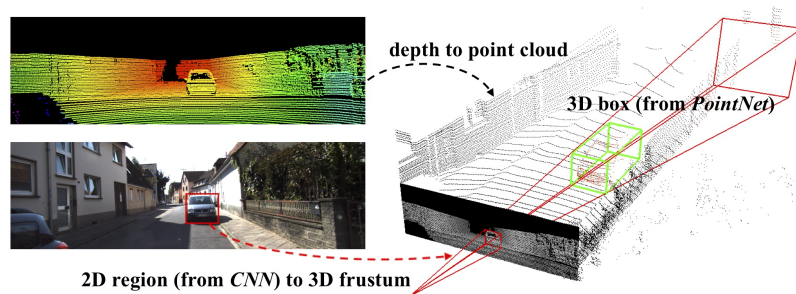 depth to point cloud
3D box (from PointNet)
2D region (from CNN) to 3D frustum